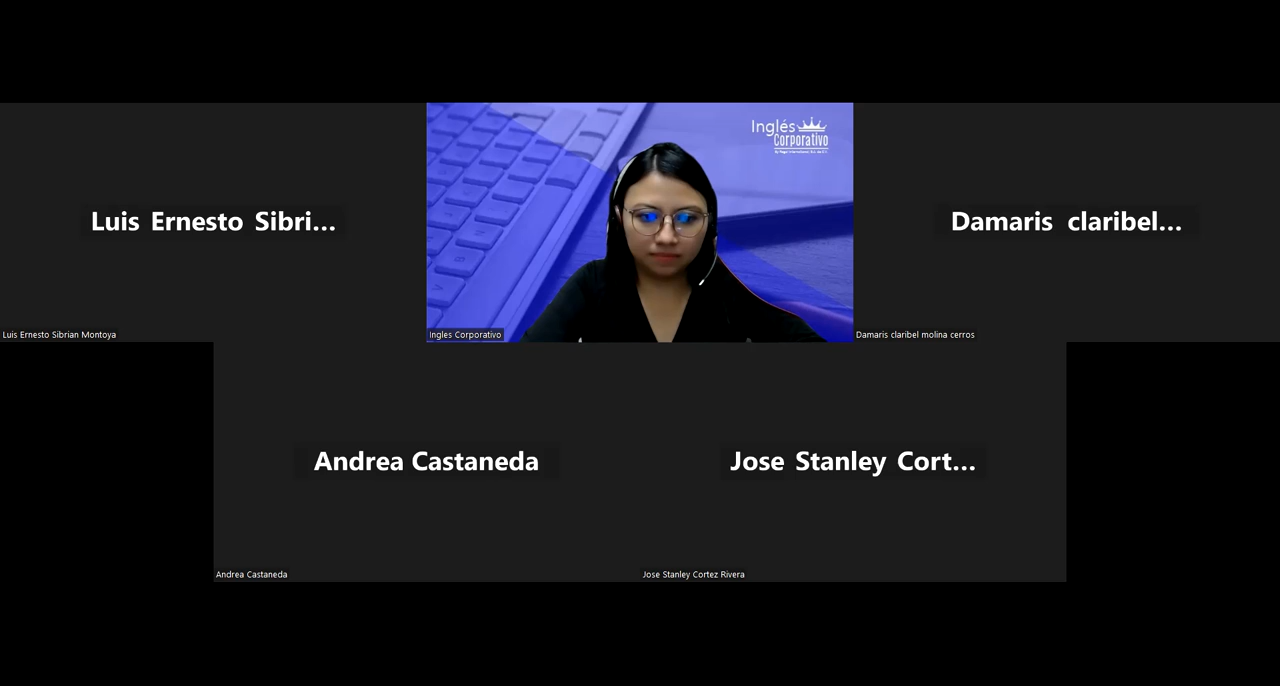 Luis Ernesto Sibri...
Luis Ernesto Sibrian Montoya
Inglés
Corporativo
Ingles Corporativo
Damaris claribel...
Damaris claribel molina cerros
Andrea Castaneda
Andrea Castaneda
Jose Stanley Cort...
Jose Stanley Cortez Rivera